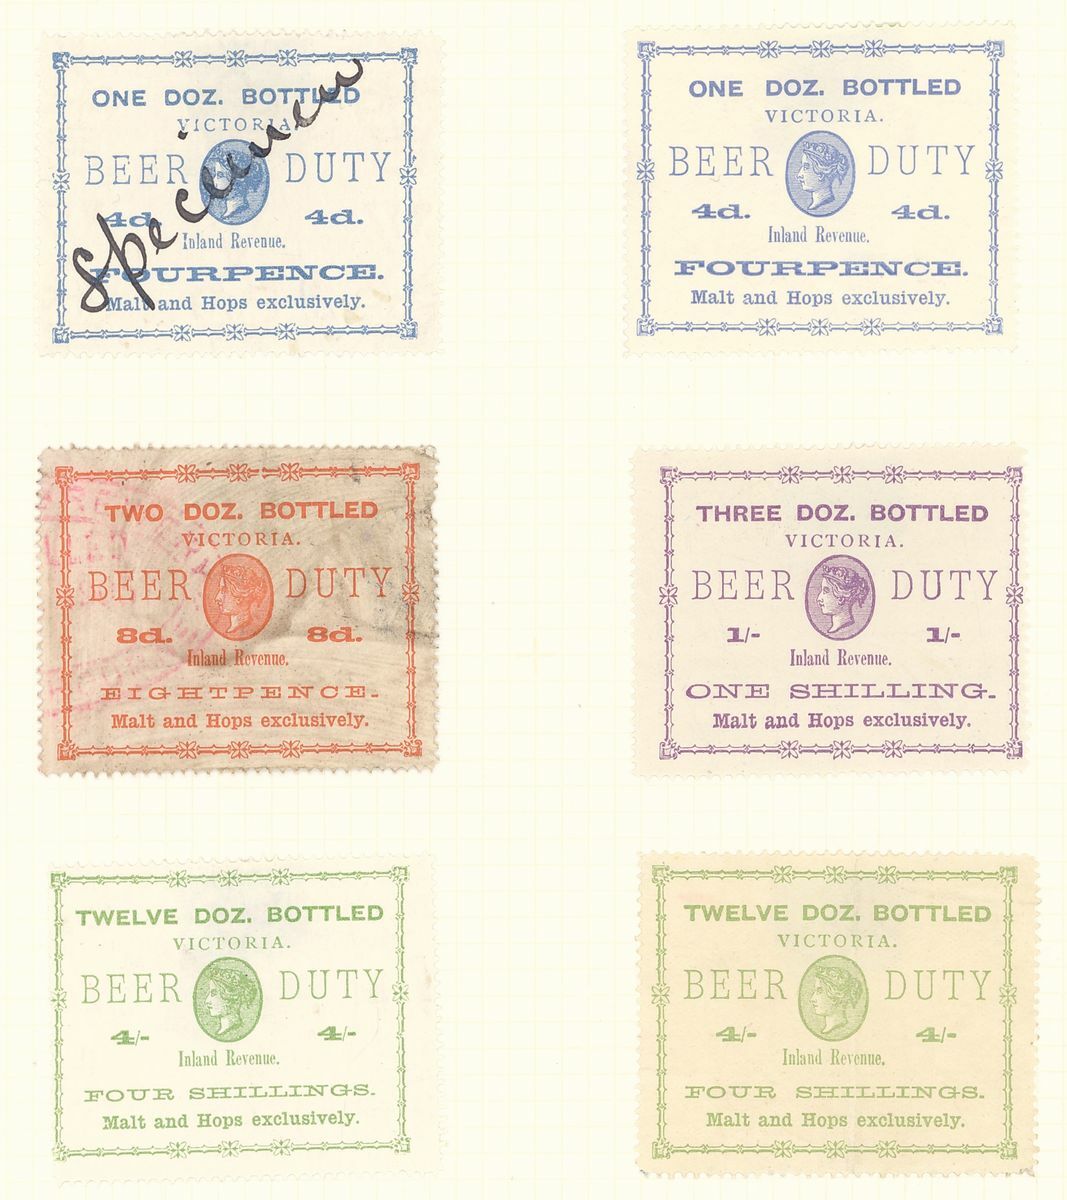 ONE DOZ. BOTTLED
VICTORIA.
BEER DUTY
4d. 4d.
Inland Revenue.
FOURPENCE.
Malt and Hops exclusively.
Specimen
ONE DOZ. BOTTLED
VICTORIA.
BEER DUTY
4d. 4d.
Inland Revenue.
FOURPENCE.
Malt and Hops exclusively.
TWO DOZ. BOTTLED
VICTORIA.
BEER DUTY
8d. 8d.
Inland Revenue.
EIGHTPENCE.
Malt and Hops exclusively.
THREE DOZ. BOTTLED
VICTORIA.
BEER DUTY
1/- 1/-
Inland Revenue.
ONE SHILLING.
Malt and Hops exclusively.
TWELVE DOZ. BOTTLED
VICTORIA.
BEER DUTY
4/- 4/-
Inland Revenue.
FOUR SHILLINGS.
Malt and Hops exclusively.
TWELVE DOZ. BOTTLED
VICTORIA.
BEER DUTY
4/- 4/-
Inland Revenue.
FOUR SHILLINGS.
Malt and Hops exclusively.